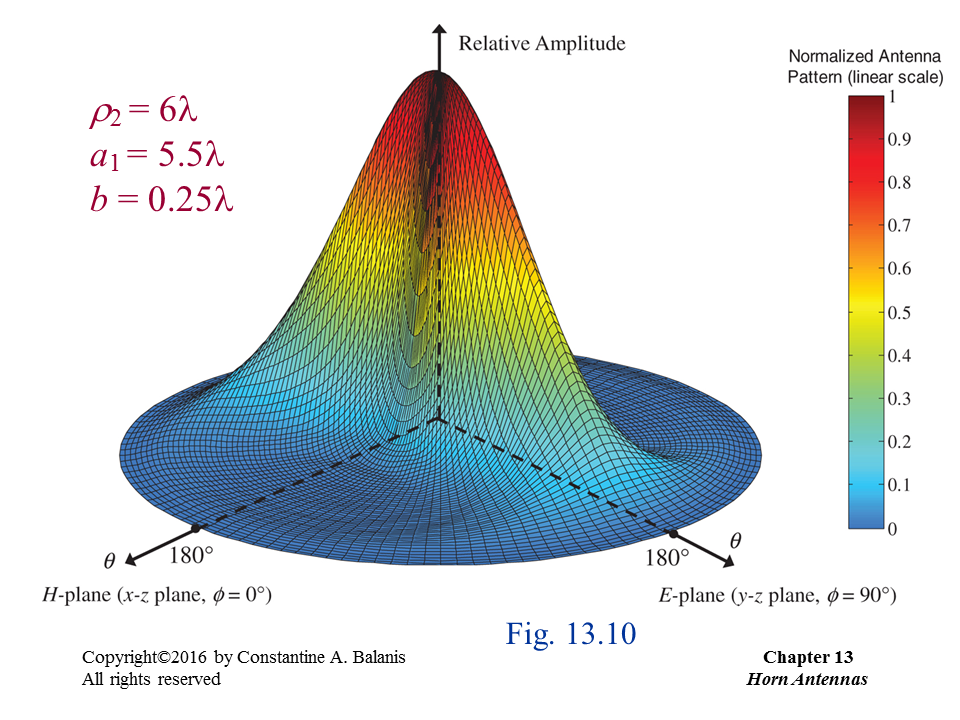 Relative Amplitude
Normalized Antenna
Pattern (linear scale)
ρ₂ = 6λ
a₁ = 5.5λ
b = 0.25λ
1
0.9
0.8
0.7
0.6
0.5
0.4
0.3
0.2
0.1
0
θ
180°
180°
θ
H-plane (x-z plane, ϕ = 0°)
E-plane (y-z plane, ϕ = 90°)
Fig. 13.10
Copyright©2016 by Constantine A. Balanis
All rights reserved
Chapter 13
Horn Antennas